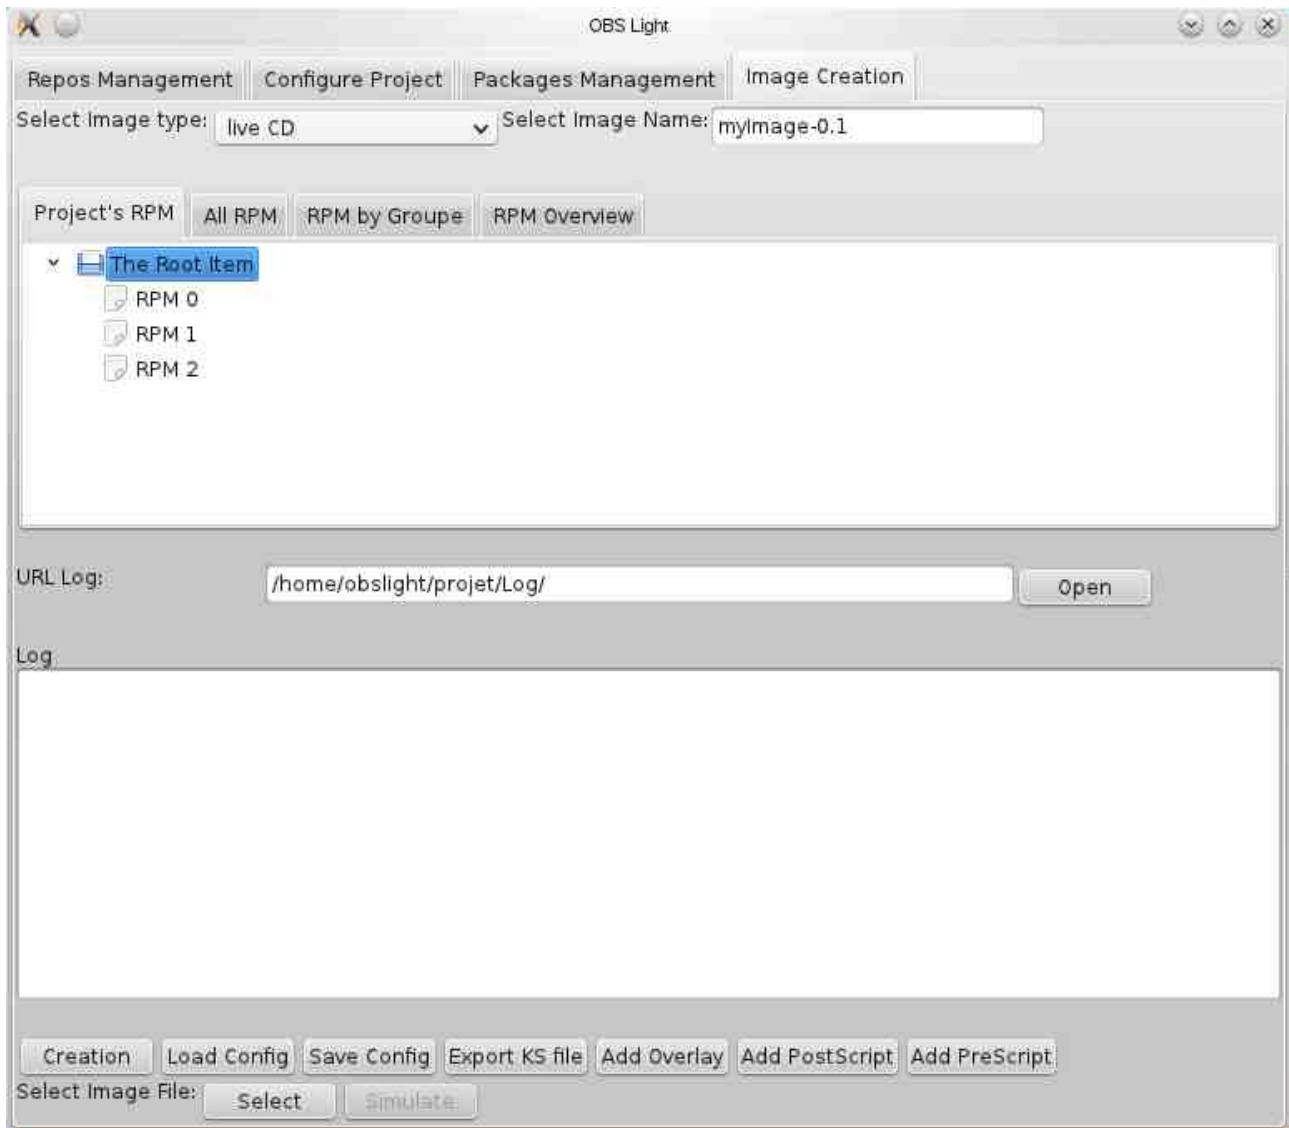 OBS Light
Repos Management Configure Project Packages Management Image Creation
Select Image type: live CD Select Image Name: myImage-0.1
Project's RPM All RPM RPM by Groupe RPM Overview
The Root Item
RPM 0
RPM 1
RPM 2
URL Log: /home/obslight/projet/Log/ Open
Log
Creation Load Config Save Config Export KS file Add Overlay Add PostScript Add PreScript
Select Image File: Select Simulate